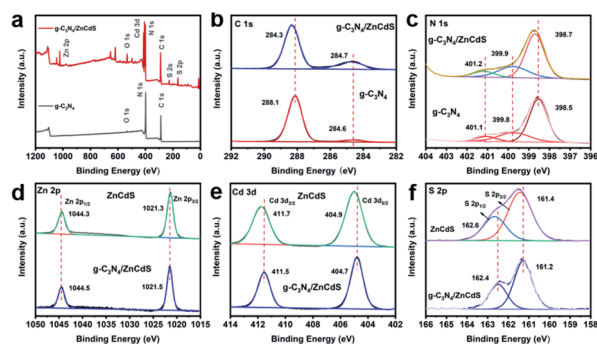 a
g-C₃N₄/ZnCdS
Zn 2p
O 1s
Cd 3d
N 1s
C 1s
S 2s
S 2p
g-C₃N₄
O 1s
N 1s
C 1s
Intensity (a.u.)
1200 1000 800 600 400 200 0
Binding Energy (eV)
b
C 1s
g-C₃N₄/ZnCdS
284.3
284.7
g-C₃N₄
288.1
284.6
Intensity (a.u.)
292 290 288 286 284 282
Binding Energy (eV)
c
N 1s
g-C₃N₄/ZnCdS
398.7
399.9
401.2
g-C₃N₄
398.5
399.8
401.1
Intensity (a.u.)
404 402 400 398 396
Binding Energy (eV)
d
Zn 2p
ZnCdS
Zn 2p₁/₂
1044.3
1021.3
Zn 2p₃/₂
g-C₃N₄/ZnCdS
1044.5
1021.5
Intensity (a.u.)
1050 1045 1040 1035 1030 1025 1020 1015
Binding Energy (eV)
e
Cd 3d
ZnCdS
Cd 3d₃/₂
411.7
404.9
Cd 3d₅/₂
411.5
404.7
g-C₃N₄/ZnCdS
Intensity (a.u.)
414 412 410 408 406 404 402
Binding Energy (eV)
f
S 2p
S 2p₃/₂
S 2p₁/₂
161.4
162.6
ZnCdS
161.2
162.4
g-C₃N₄/ZnCdS
Intensity (a.u.)
166 165 164 163 162 161 160 159 158
Binding Energy (eV)